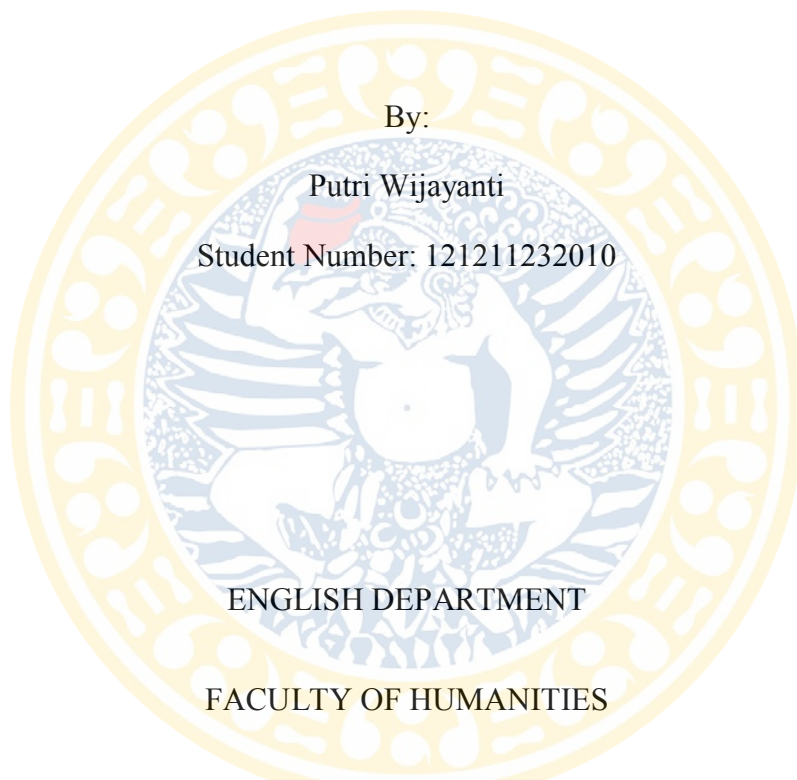 By:
Putri Wijayanti
Student Number: 121211232010
ENGLISH DEPARTMENT
FACULTY OF HUMANITIES